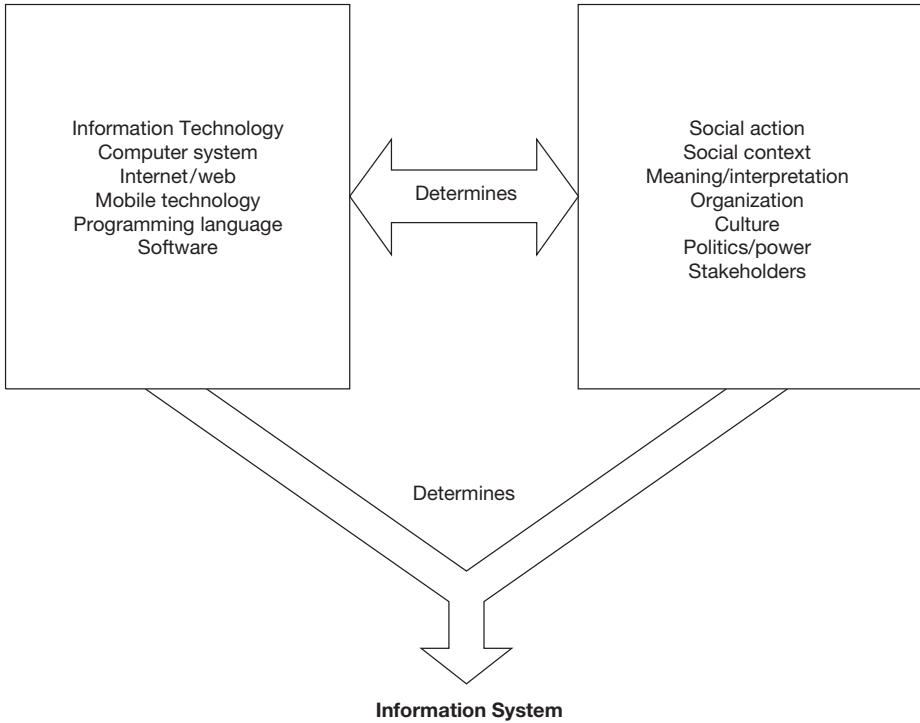 Information Technology
Computer system
Internet/web
Mobile technology
Programming language
Software
Determines
Social action
Social context
Meaning/interpretation
Organization
Culture
Politics/power
Stakeholders
Determines
Information System